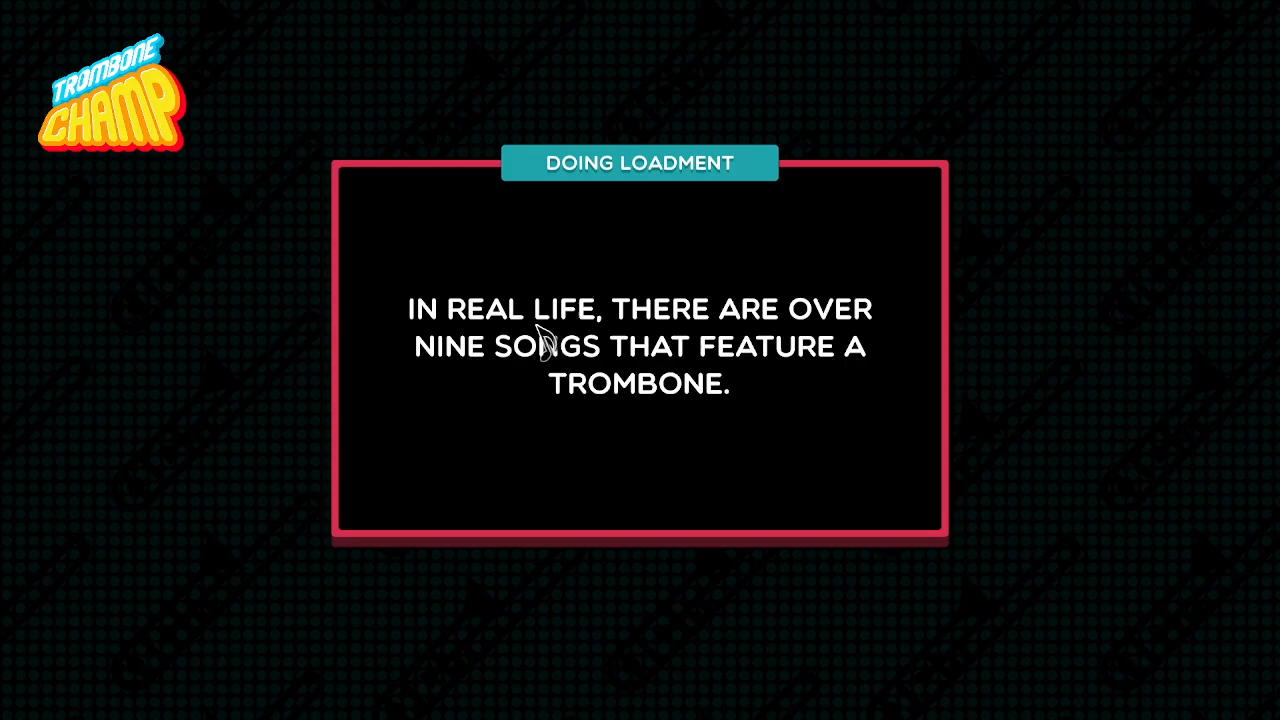 TROMBONE
CHAMP
DOING LOADMENT
IN REAL LIFE, THERE ARE OVER
NINE SONGS THAT FEATURE A
TROMBONE.